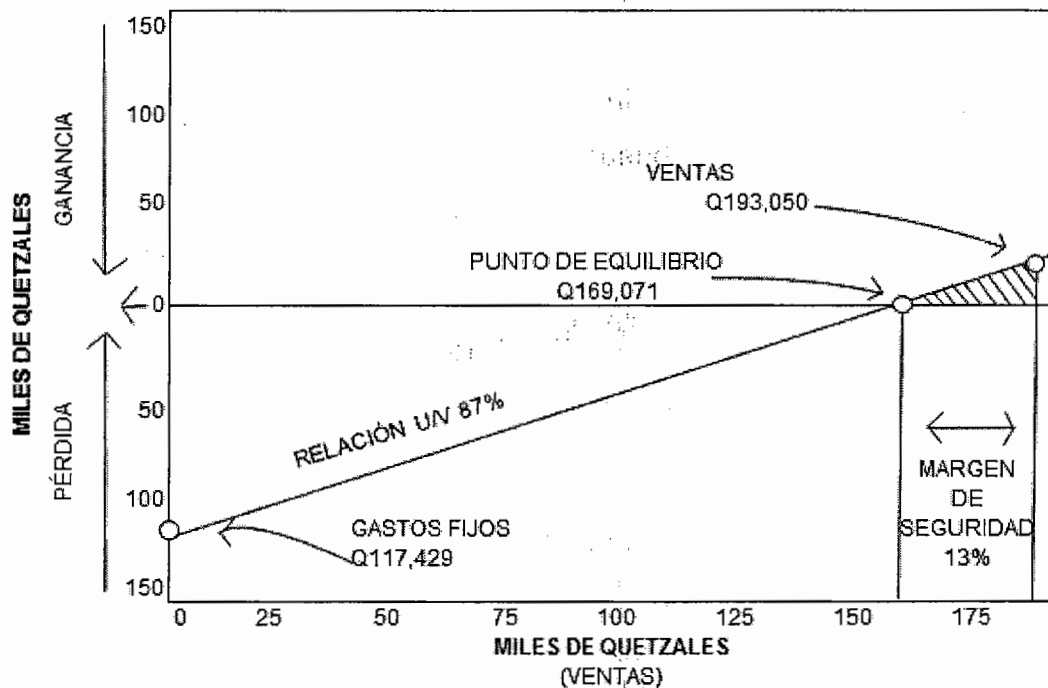 MILES DE QUETZALES
GANANCIA
PÉRDIDA
150
100
50
0
50
100
150
VENTAS
Q193,050
PUNTO DE EQUILIBRIO
Q169,071
RELACIÓN U/V 87%
GASTOS FIJOS
Q117,429
MARGEN
DE
SEGURIDAD
13%
0 25 50 75 100 125 150 175
MILES DE QUETZALES
(VENTAS)